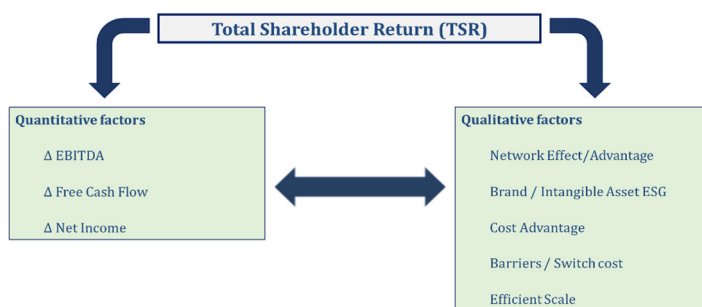 Total Shareholder Return (TSR)
Quantitative factors
Δ EBITDA
Δ Free Cash Flow
Δ Net Income
Qualitative factors
Network Effect/Advantage
Brand / Intangible Asset ESG
Cost Advantage
Barriers / Switch cost
Efficient Scale